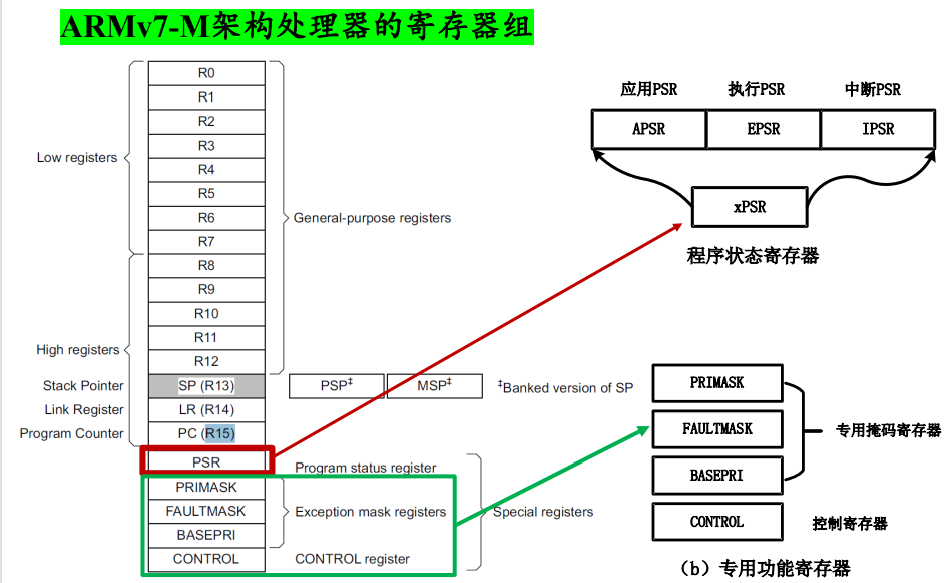 ARMv7-M架构处理器的寄存器组
R0
R1
R2
R3
R4
R5
R6
R7
R8
R9
R10
R11
R12
SP (R13)
LR (R14)
PC (R15)
PSR
PRIMASK
FAULTMASK
BASEPRI
CONTROL
Low registers
High registers
Stack Pointer
Link Register
Program Counter
General-purpose registers
PSP‡
MSP‡
‡Banked version of SP
Program status register
Exception mask registers
CONTROL register
Special registers
应用PSR
执行PSR
中断PSR
APSR
EPSR
IPSR
xPSR
程序状态寄存器
PRIMASK
FAULTMASK
BASEPRI
专用掩码寄存器
CONTROL
控制寄存器
(b) 专用功能寄存器